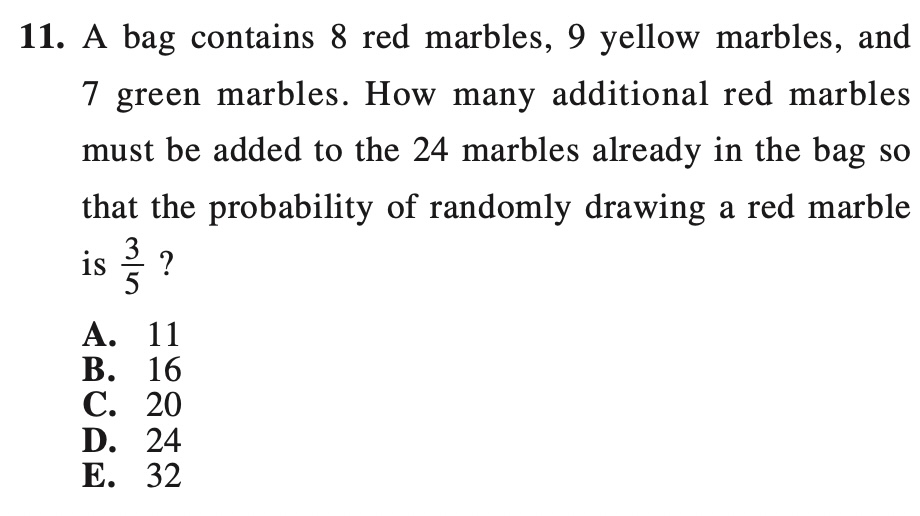 11. A bag contains 8 red marbles, 9 yellow marbles, and
7 green marbles. How many additional red marbles
must be added to the 24 marbles already in the bag so
that the probability of randomly drawing a red marble
is 3/5 ?
A. 11
B. 16
C. 20
D. 24
E. 32